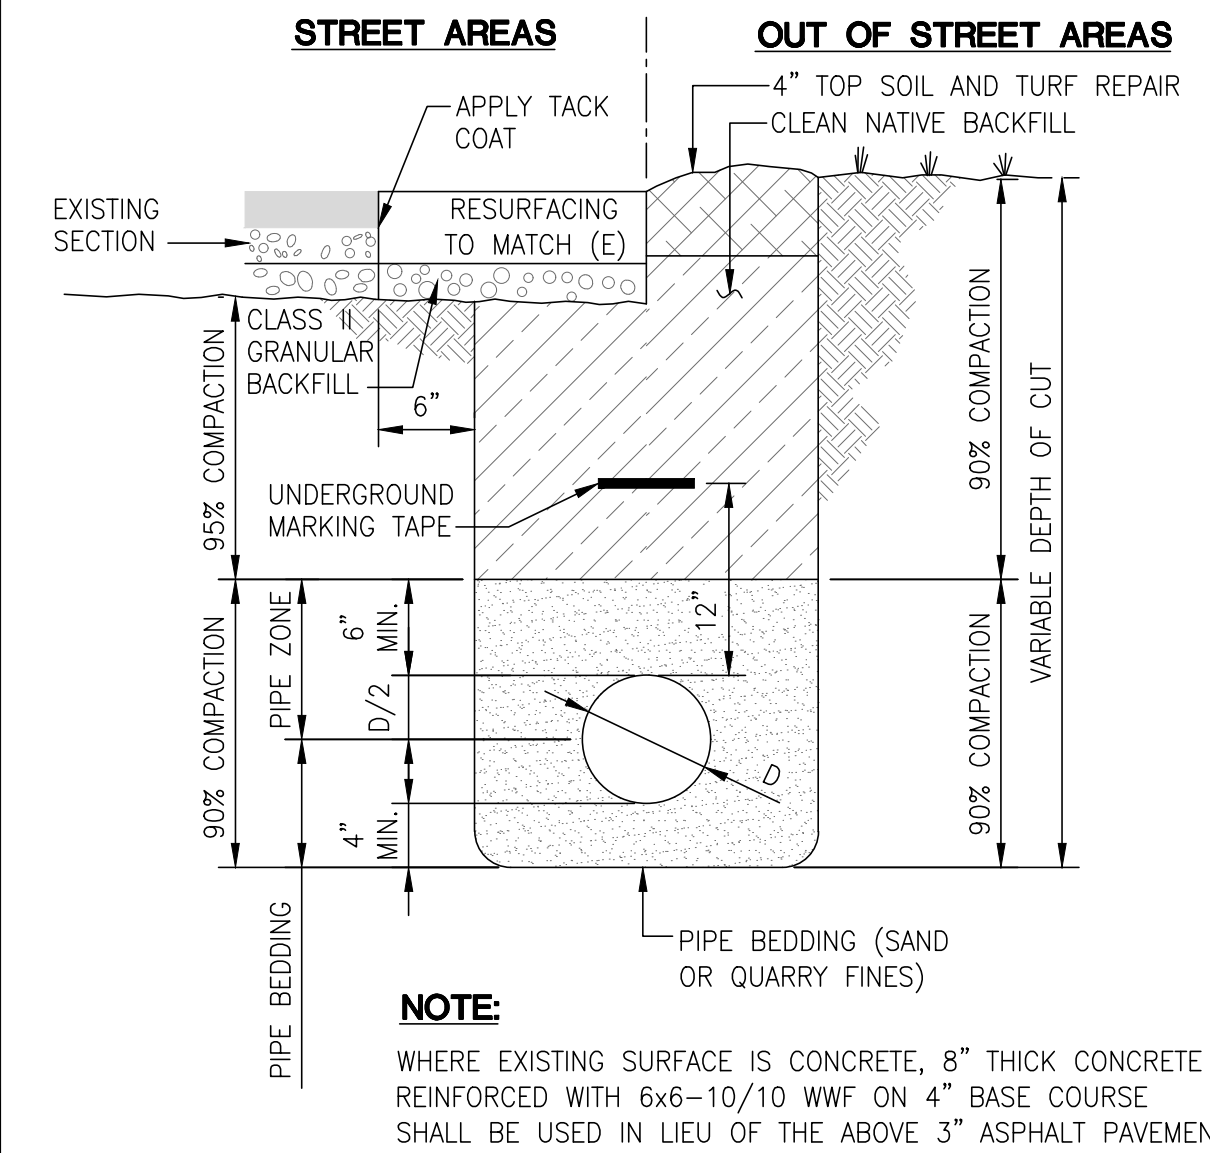 STREET AREAS
OUT OF STREET AREAS
4” TOP SOIL AND TURF REPAIR
CLEAN NATIVE BACKFILL
APPLY TACK
COAT
EXISTING
SECTION
RESURFACING
TO MATCH (E)
CLASS II
GRANULAR
BACKFILL
6”
95% COMPACTION
90% COMPACTION
VARIABLE DEPTH OF CUT
UNDERGROUND
MARKING TAPE
12”
90% COMPACTION
PIPE ZONE
6”
MIN.
D/2
D
4”
MIN.
90% COMPACTION
PIPE BEDDING
PIPE BEDDING (SAND
OR QUARRY FINES)
NOTE:
WHERE EXISTING SURFACE IS CONCRETE, 8” THICK CONCRETE
REINFORCED WITH 6x6–10/10 WWF ON 4” BASE COURSE
SHALL BE USED IN LIEU OF THE ABOVE 3” ASPHALT